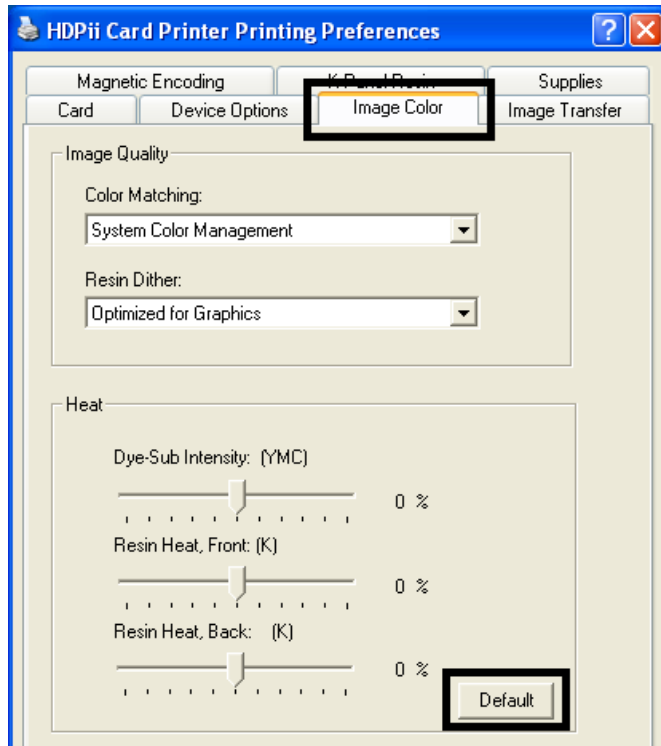 HDPii Card Printer Printing Preferences
Magnetic Encoding K Panel Resin Supplies
Card Device Options Image Color Image Transfer
Image Quality
Color Matching:
System Color Management
Resin Dither:
Optimized for Graphics
Heat
Dye-Sub Intensity: (YMC)
0 %
Resin Heat, Front: (K)
0 %
Resin Heat, Back: (K)
0 %
Default